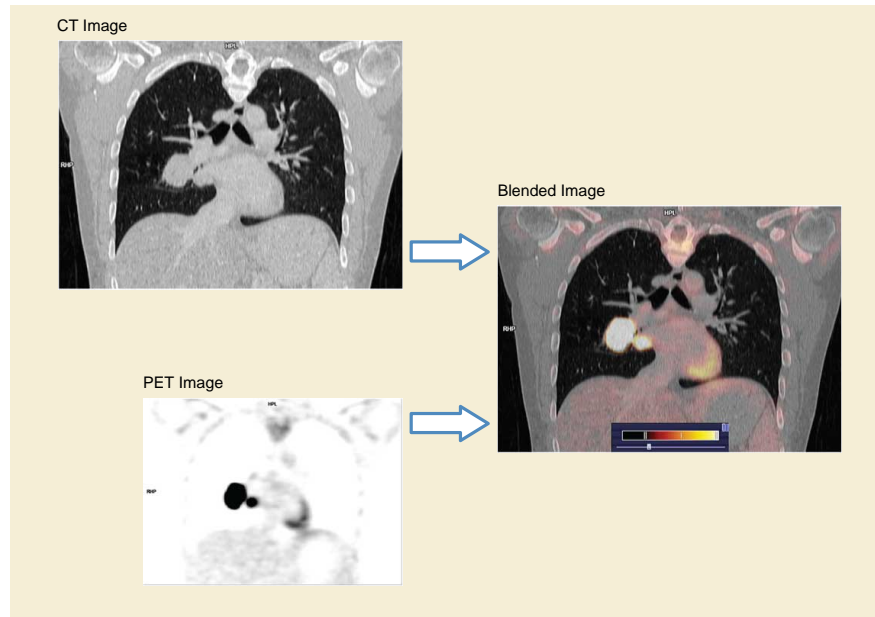 CT Image
HPL
RHP
Blended Image
HPL
RHP
PET Image
HPL
RHP